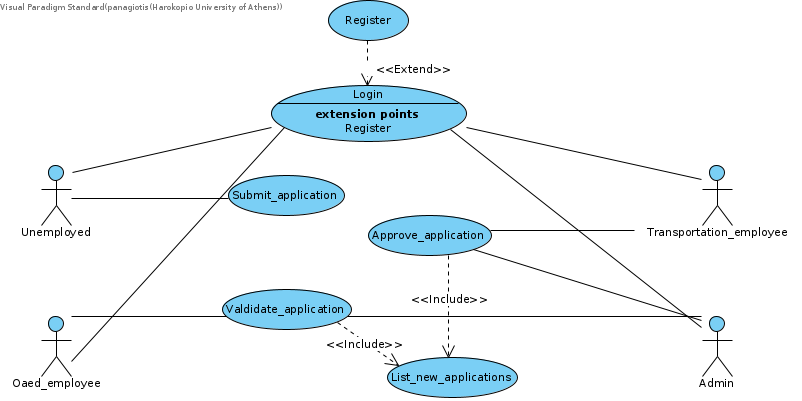 Visual Paradigm Standard(panagiotis(Harokopio University of Athens))
Register
<<Extend>>
Login
extension points
Register
Submit_application
Unemployed
Approve_application
Transportation_employee
<<Include>>
Valdidate_application
<<Include>>
List_new_applications
Oaed_employee
Admin